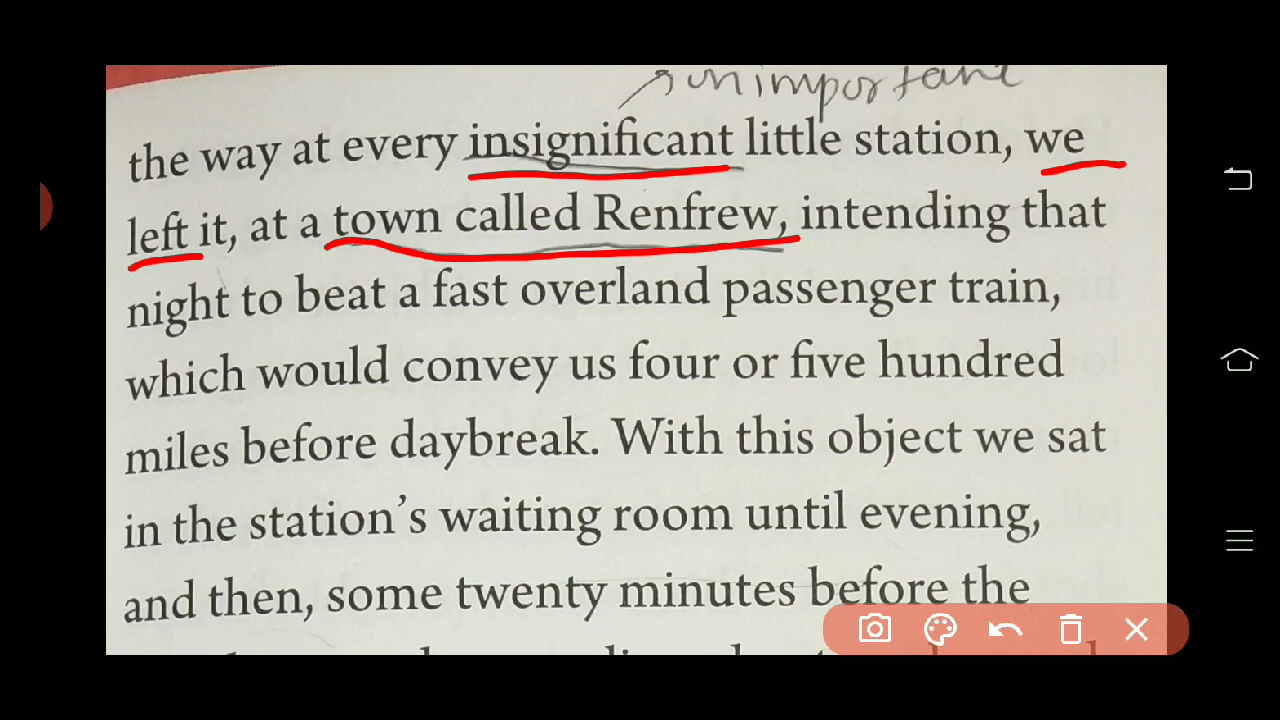 unimportant
the way at every insignificant little station, we
left it, at a town called Renfrew, intending that
night to beat a fast overland passenger train,
which would convey us four or five hundred
miles before daybreak. With this object we sat
in the station's waiting room until evening,
and then, some twenty minutes before the